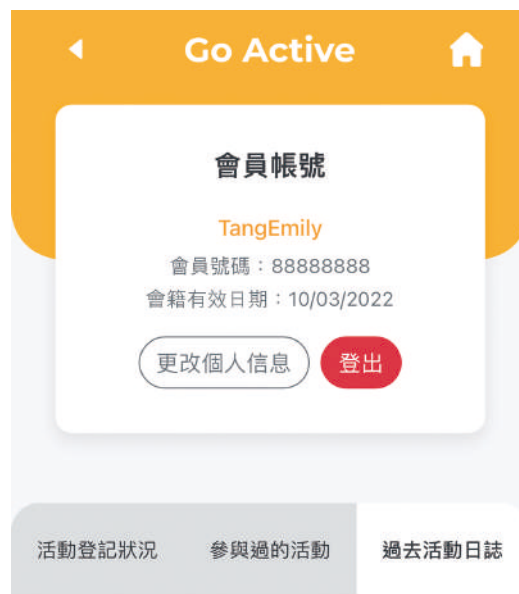 Go Active
會員帳號
TangEmily
會員號碼：88888888
會籍有效日期：10/03/2022
更改個人信息 登出
活動登記狀況 參與過的活動 過去活動日誌